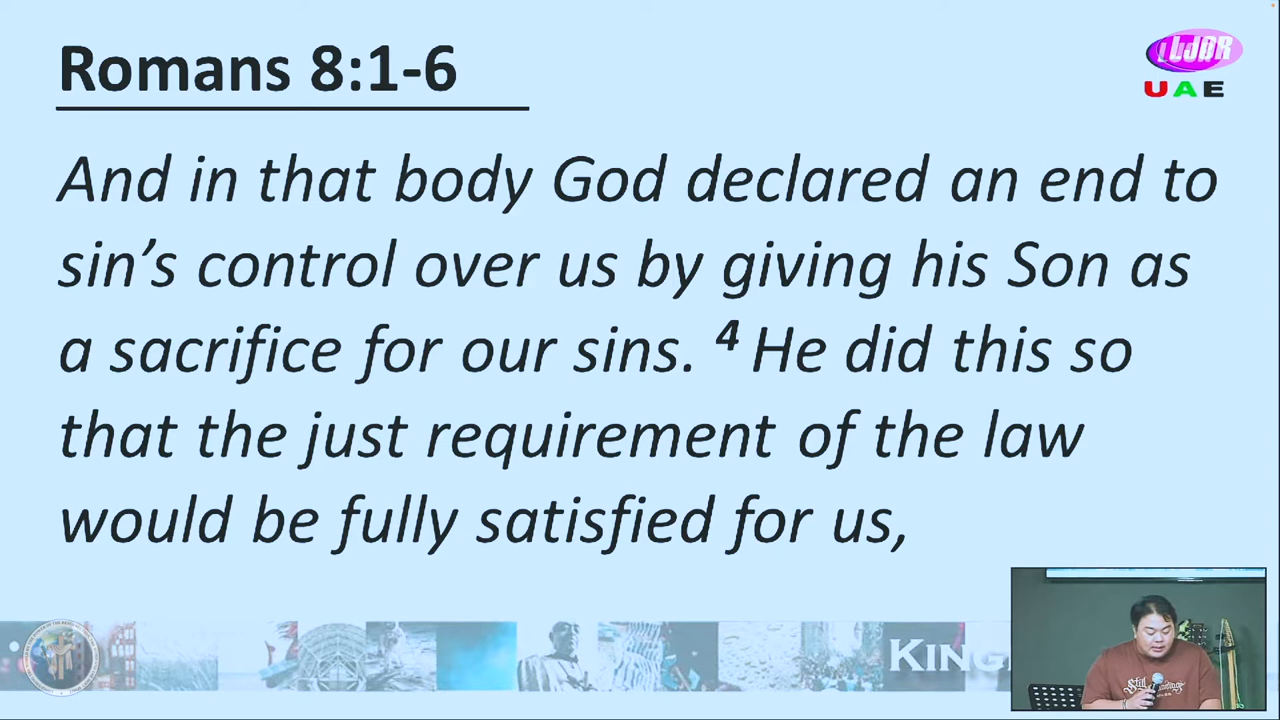 Romans 8:1-6
UAE
And in that body God declared an end to
sin’s control over us by giving his Son as
a sacrifice for our sins. ⁴ He did this so
that the just requirement of the law
would be fully satisfied for us,
KING